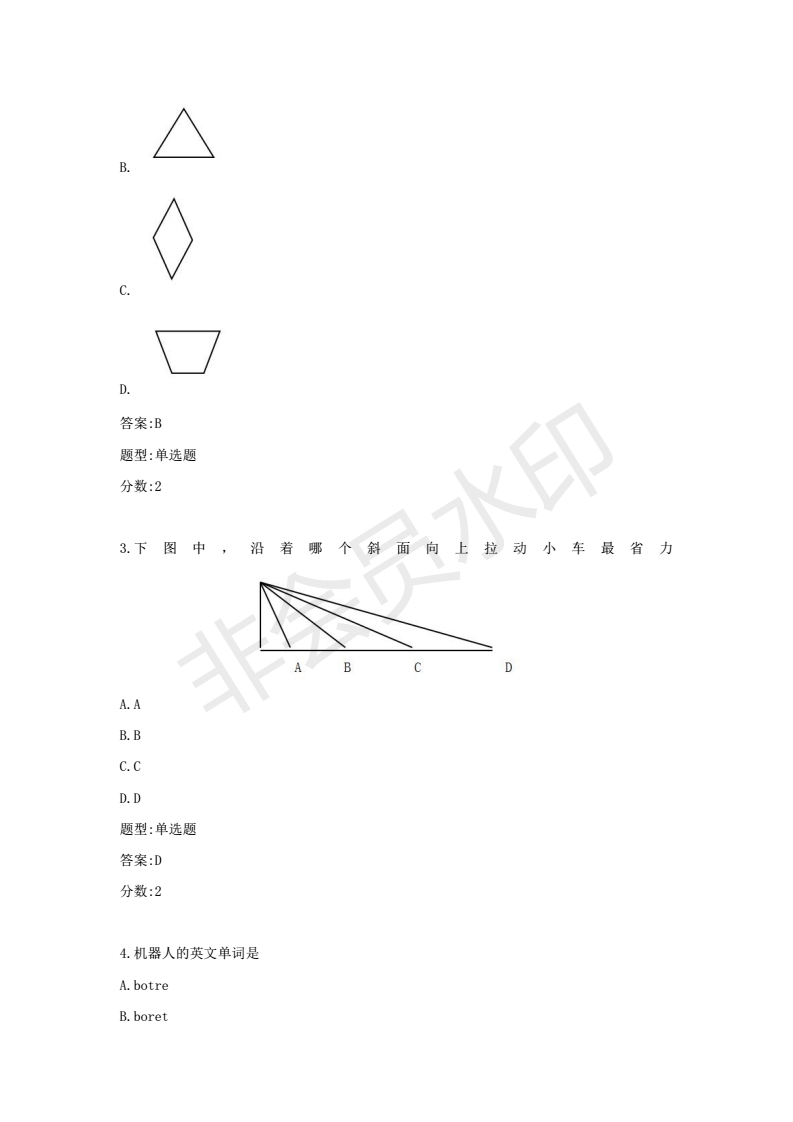 B.
C.
D.
答案:B
题型:单选题
分数:2
3.下图中，沿着哪个斜面向上拉动小车最省力
A B C D
A.A
B.B
C.C
D.D
题型:单选题
答案:D
分数:2
4.机器人的英文单词是
A.botre
B.boret
非会员水印